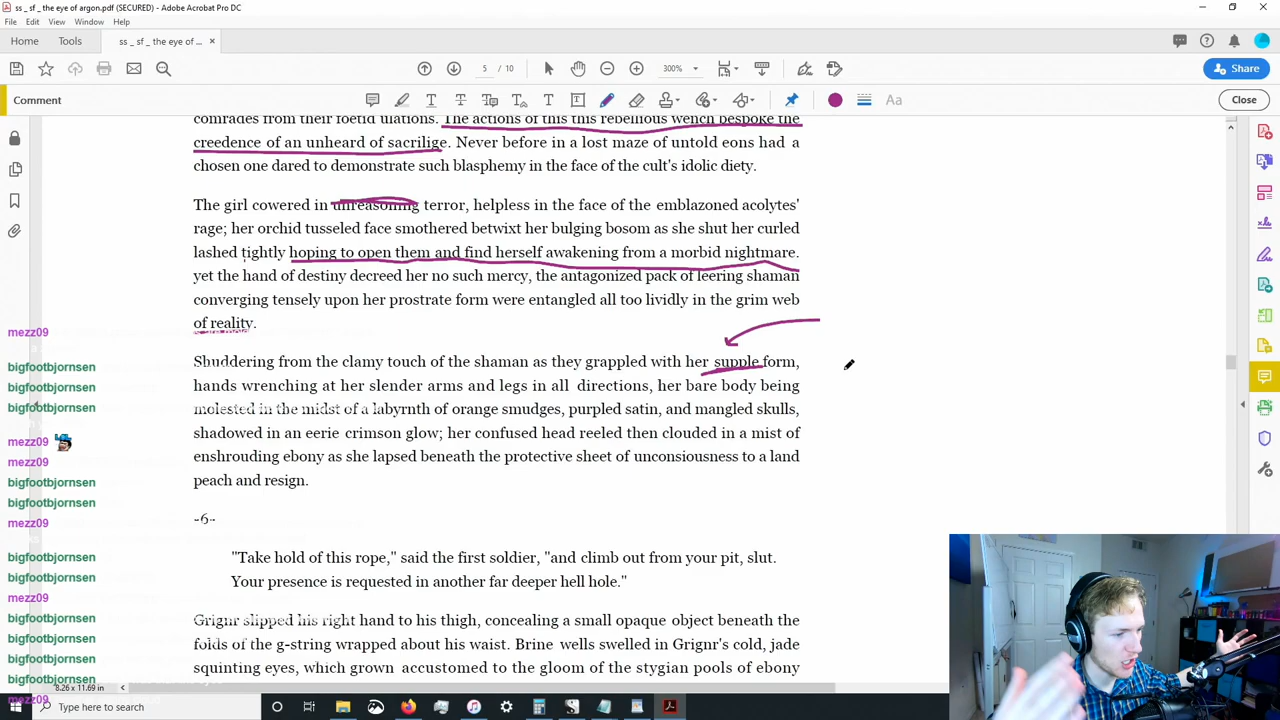 ss _ sf _ the eye of argon.pdf (SECURED) - Adobe Acrobat Pro DC
File Edit View Window Help
Home Tools ss _ sf _ the eye of ... × Share
5 / 10 300%
Comment Aa Close
comrades from their foetid ulations. The actions of this this rebellious wench bespoke the
creedence of an unheard of sacrilige. Never before in a lost maze of untold eons had a
chosen one dared to demonstrate such blasphemy in the face of the cult's idolic diety.
The girl cowered in unreasoning terror, helpless in the face of the emblazoned acolytes'
rage; her orchid tusseled face smothered betwixt her bulging bosom as she shut her curled
lashed tightly hoping to open them and find herself awakening from a morbid nightmare.
yet the hand of destiny decreed her no such mercy, the antagonized pack of leering shaman
converging tensely upon her prostrate form were entangled all too lividly in the grim web
of reality.
Shuddering from the clamy touch of the shaman as they grappled with her supple form,
hands wrenching at her slender arms and legs in all directions, her bare body being
molested in the midst of a labyrnth of orange smudges, purpled satin, and mangled skulls,
shadowed in an eerie crimson glow; her confused head reeled then clouded in a mist of
enshrouding ebony as she lapsed beneath the protective sheet of unconsiousness to a land
peach and resign.
-6-
"Take hold of this rope," said the first soldier, "and climb out from your pit, slut.
Your presence is requested in another far deeper hell hole."
Grignr slipped his right hand to his thigh, concealing a small opaque object beneath the
folds of the g-string wrapped about his waist. Brine wells swelled in Grignr's cold, jade
squinting eyes, which grown accustomed to the gloom of the stygian pools of ebony
mezz09
bigfootbjornsen
bigfootbjornsen
bigfootbjornsen
mezz09
mezz09
bigfootbjornsen
bigfootbjornsen
mezz09
bigfootbjornsen
bigfootbjornsen
mezz09
bigfootbjornsen
bigfootbjornsen
bigfootbjornsen
bigfootbjornsen
mezz09
8.26 x 11.69 in
Type here to search